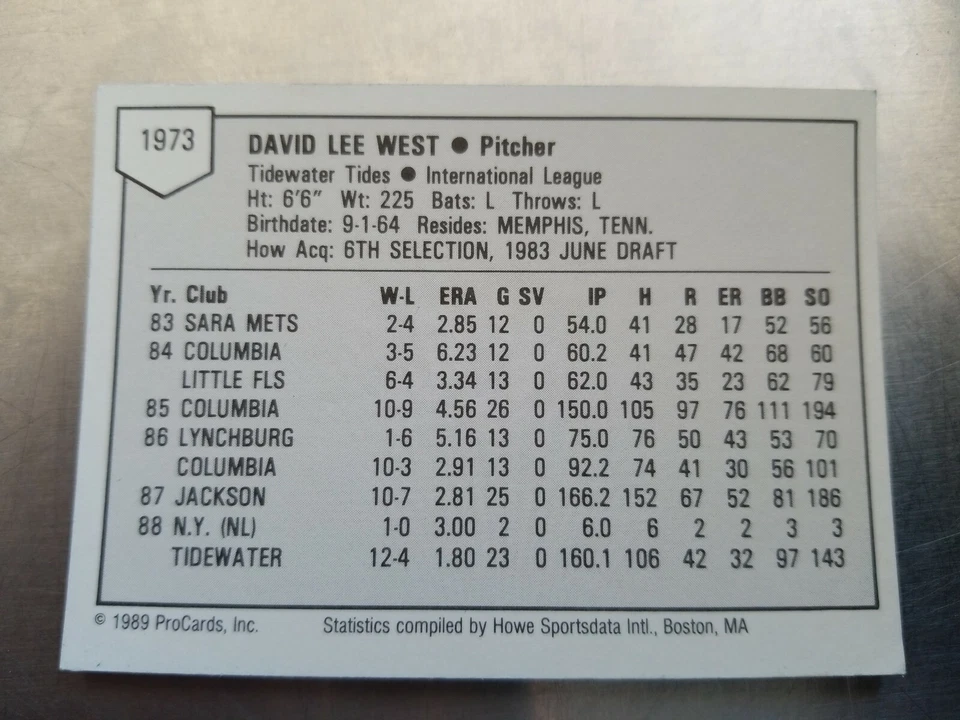 1973
DAVID LEE WEST ● Pitcher
Tidewater Tides ● International League
Ht: 6'6" Wt: 225 Bats: L Throws: L
Birthdate: 9-1-64 Resides: MEMPHIS, TENN.
How Acq: 6TH SELECTION, 1983 JUNE DRAFT
Yr. Club W-L ERA G SV IP H R ER BB SO
83 SARA METS 2-4 2.85 12 0 54.0 41 28 17 52 56
84 COLUMBIA 3-5 6.23 12 0 60.2 41 47 42 68 60
LITTLE FLS 6-4 3.34 13 0 62.0 43 35 23 62 79
85 COLUMBIA 10-9 4.56 26 0 150.0 105 97 76 111 194
86 LYNCHBURG 1-6 5.16 13 0 75.0 76 50 43 53 70
COLUMBIA 10-3 2.91 13 0 92.2 74 41 30 56 101
87 JACKSON 10-7 2.81 25 0 166.2 152 67 52 81 186
88 N.Y. (NL) 1-0 3.00 2 0 6.0 6 2 2 3 3
TIDEWATER 12-4 1.80 23 0 160.1 106 42 32 97 143
© 1989 ProCards, Inc. Statistics compiled by Howe Sportsdata Intl., Boston, MA